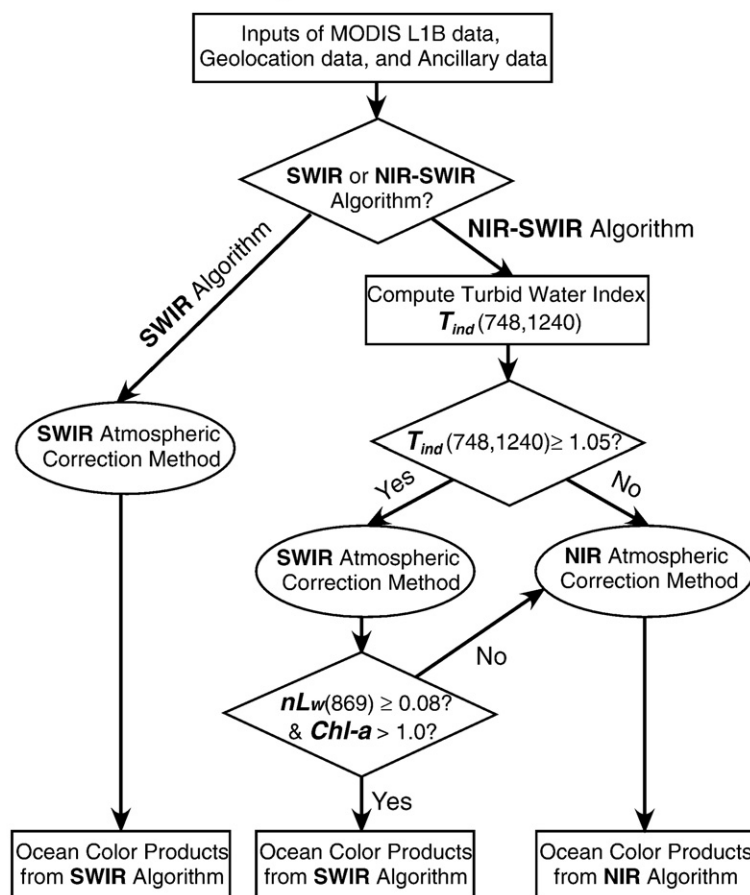 Inputs of MODIS L1B data,
Geolocation data, and Ancillary data
SWIR or NIR-SWIR
Algorithm?
SWIR Algorithm
NIR-SWIR Algorithm
Compute Turbid Water Index
Tind(748,1240)
SWIR Atmospheric
Correction Method
Tind(748,1240)≥ 1.05?
Yes
No
SWIR Atmospheric
Correction Method
NIR Atmospheric
Correction Method
No
nLw(869) ≥ 0.08?
& Chl-a > 1.0?
Yes
Ocean Color Products
from SWIR Algorithm
Ocean Color Products
from SWIR Algorithm
Ocean Color Products
from NIR Algorithm